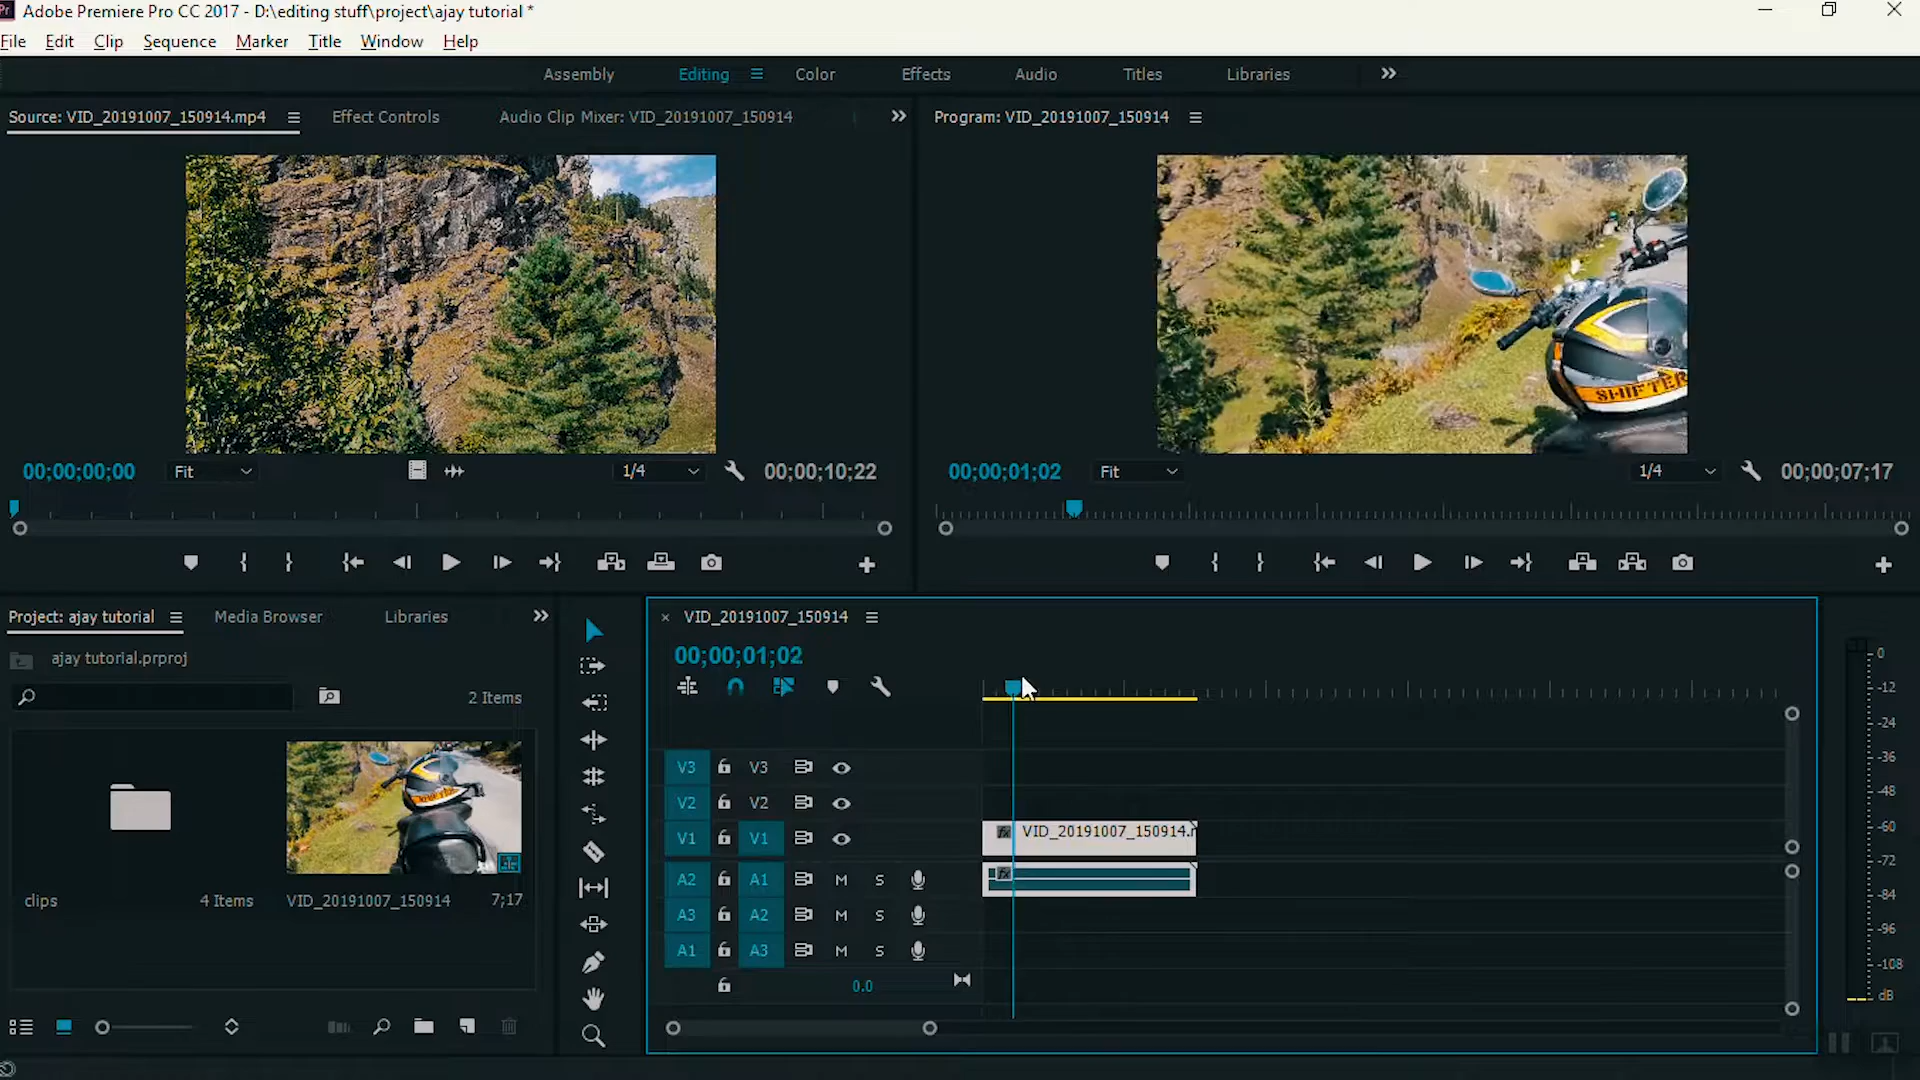 Pr Adobe Premiere Pro CC 2017 - D:\editing stuff\project\ajay tutorial *
File Edit Clip Sequence Marker Title Window Help
Assembly Editing Color Effects Audio Titles Libraries
Source: VID_20191007_150914.mp4 Effect Controls Audio Clip Mixer: VID_20191007_150914
Program: VID_20191007_150914
SHIFTER
00;00;00;00 Fit 1/4 00;00;10;22
00;00;01;02 Fit 1/4 00;00;07;17
Project: ajay tutorial Media Browser Libraries
ajay tutorial.prproj
2 Items
clips 4 Items VID_20191007_150914 7;17
VID_20191007_150914
00;00;01;02
V3 V3
V2 V2
V1 V1
fx VID_20191007_150914.
A2 A1 M S
fx
A3 A2 M S
A1 A3 M S
0.0
0
-12
-24
-36
-48
-60
-72
-84
-96
-108
dB